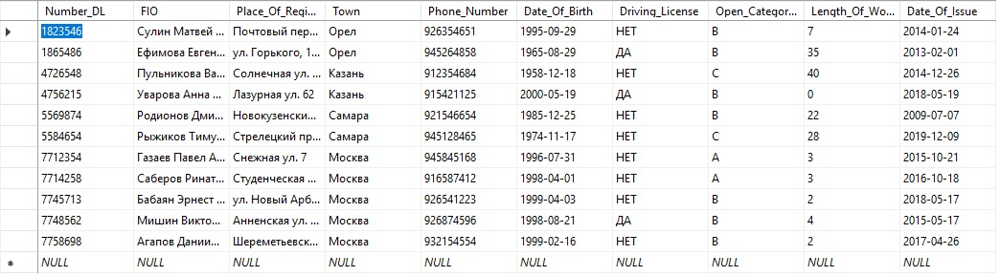 Number_DL FIO Place_Of_Regi... Town Phone_Number Date_Of_Birth Driving_License Open_Categor... Length_Of_Wo... Date_Of_Issue
1823546 Сулин Матвей ... Почтовый пер... Орел 926354651 1995-09-29 НЕТ B 7 2014-01-24
1865486 Ефимова Евген... ул. Горького, 1... Орел 945264858 1965-08-29 ДА B 35 2013-02-01
4726548 Пульникова Ва... Солнечная ул. ... Казань 912354684 1958-12-18 НЕТ C 40 2014-12-26
4756215 Уварова Анна ... Лазурная ул. 62 Казань 915421125 2000-05-19 ДА B 0 2018-05-19
5569874 Родионов Дми... Новокузенски... Самара 921546654 1985-12-25 НЕТ B 22 2009-07-07
5584654 Рыжиков Тиму... Стрелецкий пр... Самара 945128465 1974-11-17 НЕТ C 28 2019-12-09
7712354 Газаев Павел А... Снежная ул. 7 Москва 945845168 1996-07-31 НЕТ A 3 2015-10-21
7714258 Саберов Ринат... Студенческая ... Москва 916587412 1998-04-01 НЕТ A 3 2016-10-18
7745713 Бабаян Эрнест ... ул. Новый Арб... Москва 926541223 1999-04-03 НЕТ B 2 2018-05-17
7748562 Мишин Викто... Анненская ул. ... Москва 926874596 1998-08-21 ДА B 4 2015-05-17
7758698 Агапов Дании... Шереметьевск... Москва 932154554 1999-02-16 НЕТ B 2 2017-04-26
NULL NULL NULL NULL NULL NULL NULL NULL NULL NULL